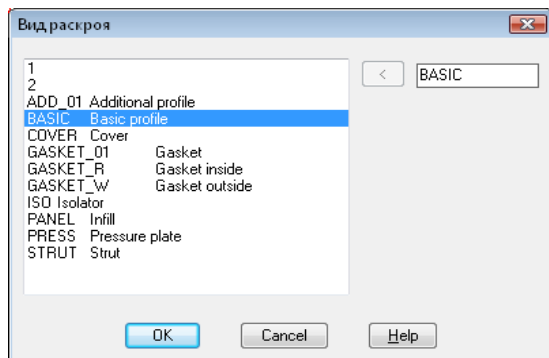 Вид раскроя
1
2
ADD_01 Additional profile
BASIC Basic profile
COVER Cover
GASKET_01 Gasket
GASKET_R Gasket inside
GASKET_W Gasket outside
ISO Isolator
PANEL Infill
PRESS Pressure plate
STRUT Strut
<
BASIC
OK
Cancel
Help